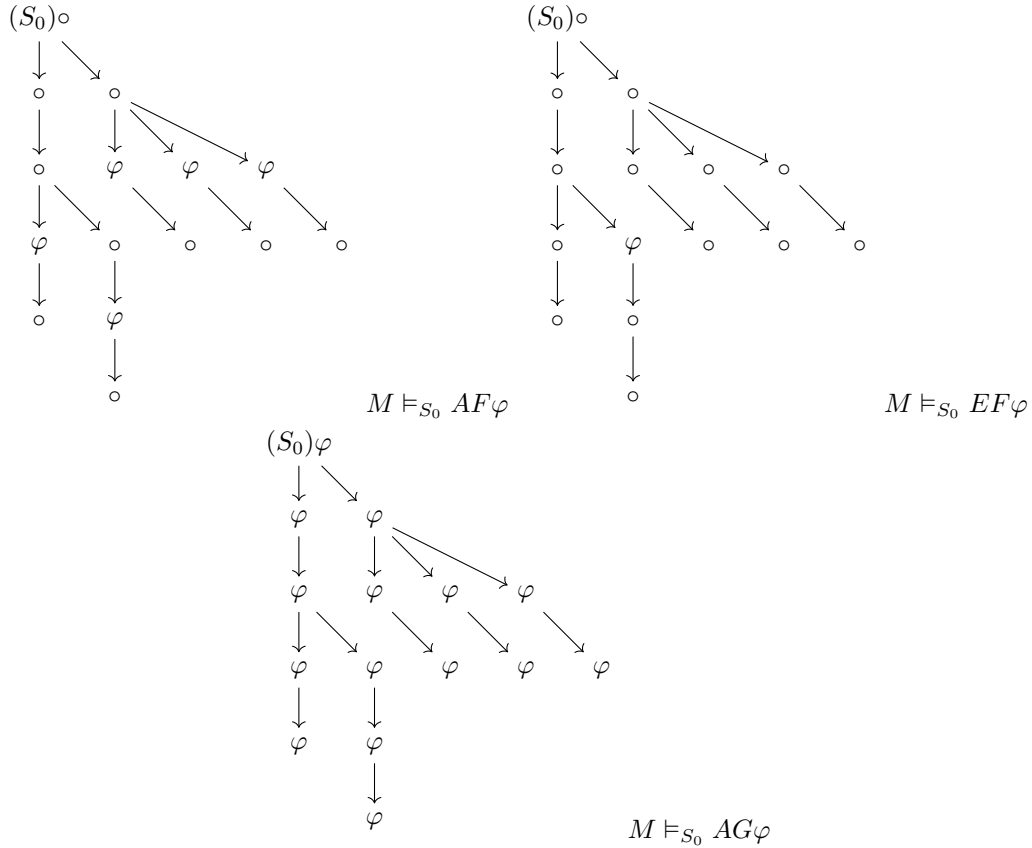 (S₀)∘ (S₀)∘
∘ ∘ ∘ ∘
∘ φ φ φ ∘ ∘ ∘ ∘
φ ∘ ∘ ∘ ∘ ∘ φ ∘ ∘ ∘
∘ φ ∘ ∘
∘ M ⊨S₀ AFφ ∘ M ⊨S₀ EFφ
(S₀)φ
φ φ
φ φ φ φ
φ φ φ φ φ
φ φ
φ M ⊨S₀ AGφ